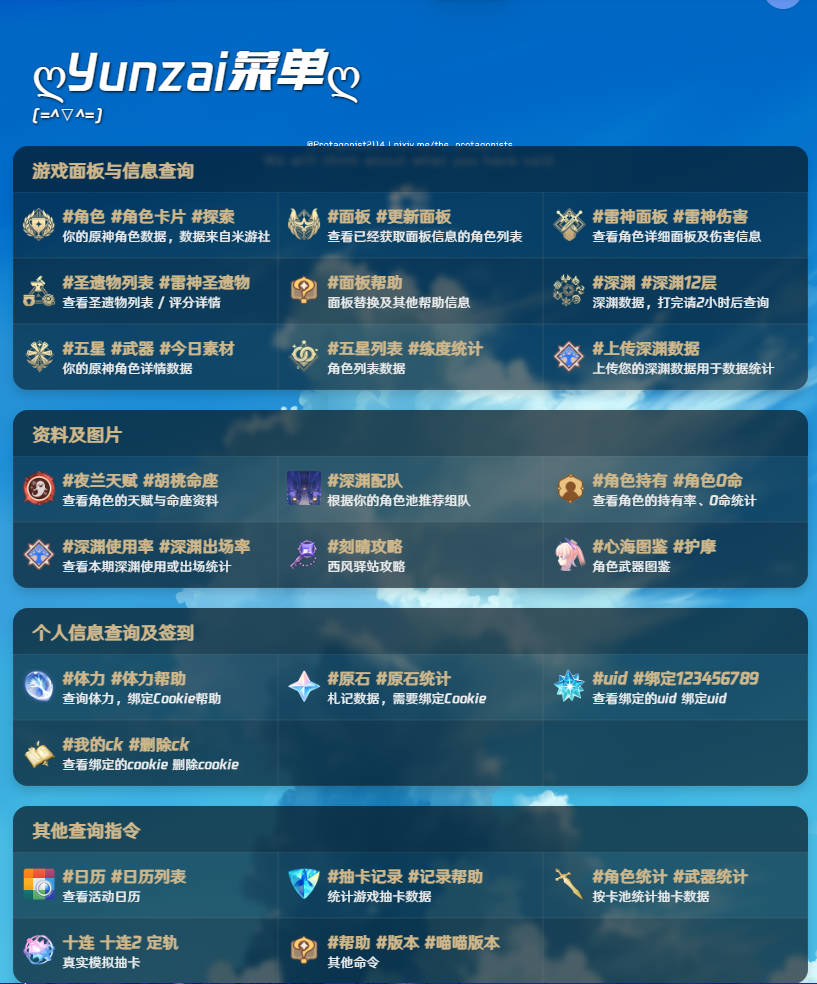 ღYunzai菜单ღ
(=^▽^=)
@Protagonist2114 | pixiv.me/the_protagonists
游戏面板与信息查询
#角色 #角色卡片 #探索
你的原神角色数据，数据来自米游社
#面板 #更新面板
查看已经获取面板信息的角色列表
#雷神面板 #雷神伤害
查看角色详细面板及伤害信息
#圣遗物列表 #雷神圣遗物
查看圣遗物列表 / 评分详情
#面板帮助
面板替换及其他帮助信息
#深渊 #深渊12层
深渊数据，打完请2小时后查询
#五星 #武器 #今日素材
你的原神角色详情数据
#五星列表 #练度统计
角色列表数据
#上传深渊数据
上传您的深渊数据用于数据统计
资料及图片
#夜兰天赋 #胡桃命座
查看角色的天赋与命座资料
#深渊配队
根据你的角色池推荐组队
#角色持有 #角色0命
查看角色的持有率、0命统计
#深渊使用率 #深渊出场率
查看本期深渊使用或出场统计
#刻晴攻略
西风驿站攻略
#心海图鉴 #护摩
角色武器图鉴
个人信息查询及签到
#体力 #体力帮助
查询体力，绑定Cookie帮助
#原石 #原石统计
札记数据，需要绑定Cookie
#uid #绑定123456789
查看绑定的uid 绑定uid
#我的ck #删除ck
查看绑定的cookie 删除cookie
其他查询指令
#日历 #日历列表
查看活动日历
#抽卡记录 #记录帮助
统计游戏抽卡数据
#角色统计 #武器统计
按卡池统计抽卡数据
十连 十连2 定轨
真实模拟抽卡
#帮助 #版本 #喵喵版本
其他命令